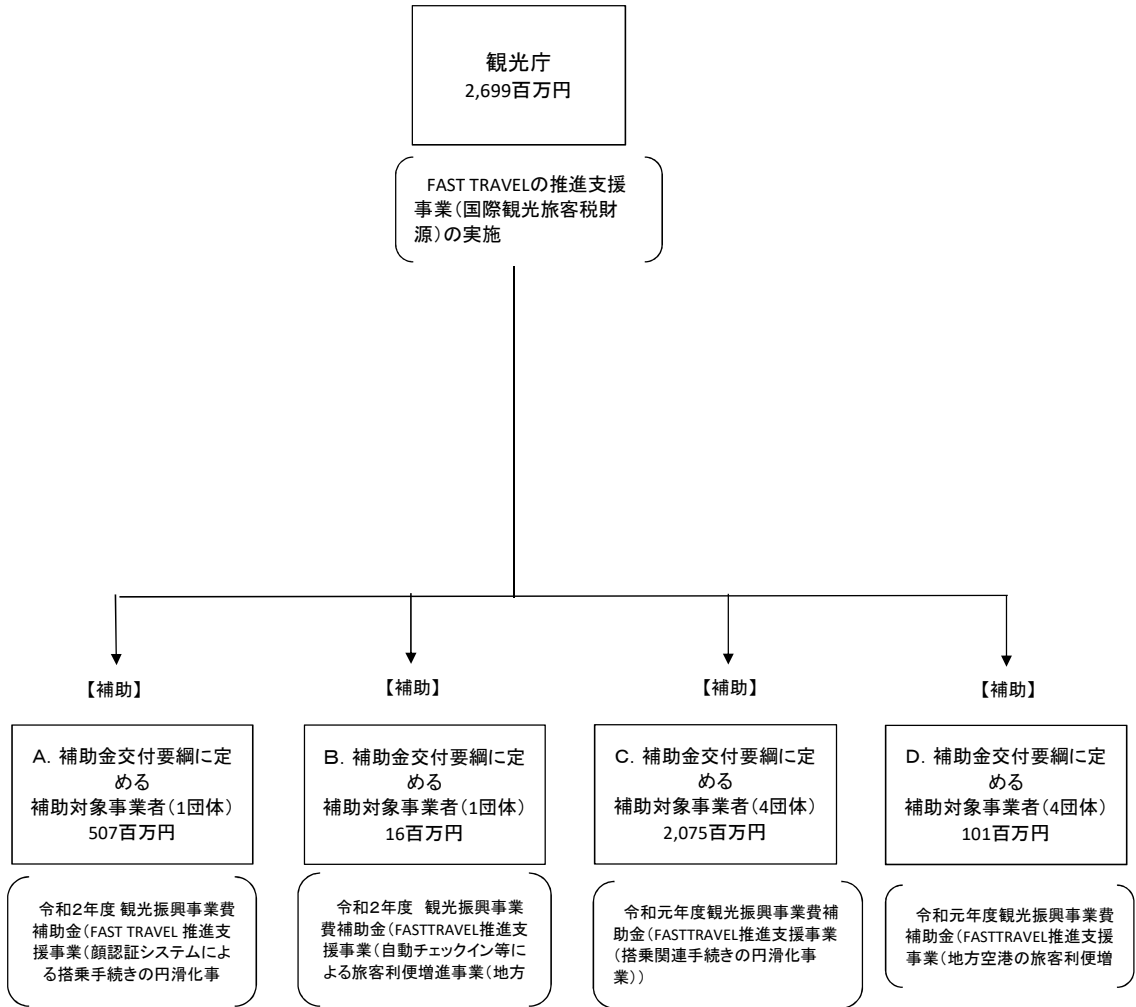 観光庁
2,699百万円
FAST TRAVELの推進支援
事業（国際観光旅客税財
源）の実施
【補助】
【補助】
【補助】
【補助】
A. 補助金交付要綱に定
める
補助対象事業者（1団体）
507百万円
B. 補助金交付要綱に定
める
補助対象事業者（1団体）
16百万円
C. 補助金交付要綱に定
める
補助対象事業者（4団体）
2,075百万円
D. 補助金交付要綱に定
める
補助対象事業者（4団体）
101百万円
令和２年度 観光振興事業費
補助金（FAST TRAVEL 推進支
援事業（顔認証システムによ
る搭乗手続きの円滑化事
令和２年度　観光振興事業
費補助金（FASTTRAVEL推進支
援事業（自動チェックイン等に
よる旅客利便増進事業（地方
令和元年度観光振興事業費補
助金（FASTTRAVEL推進支援事業
（搭乗関連手続きの円滑化事
業））
令和元年度観光振興事業費
補助金（FASTTRAVEL推進支援
事業（地方空港の旅客利便増